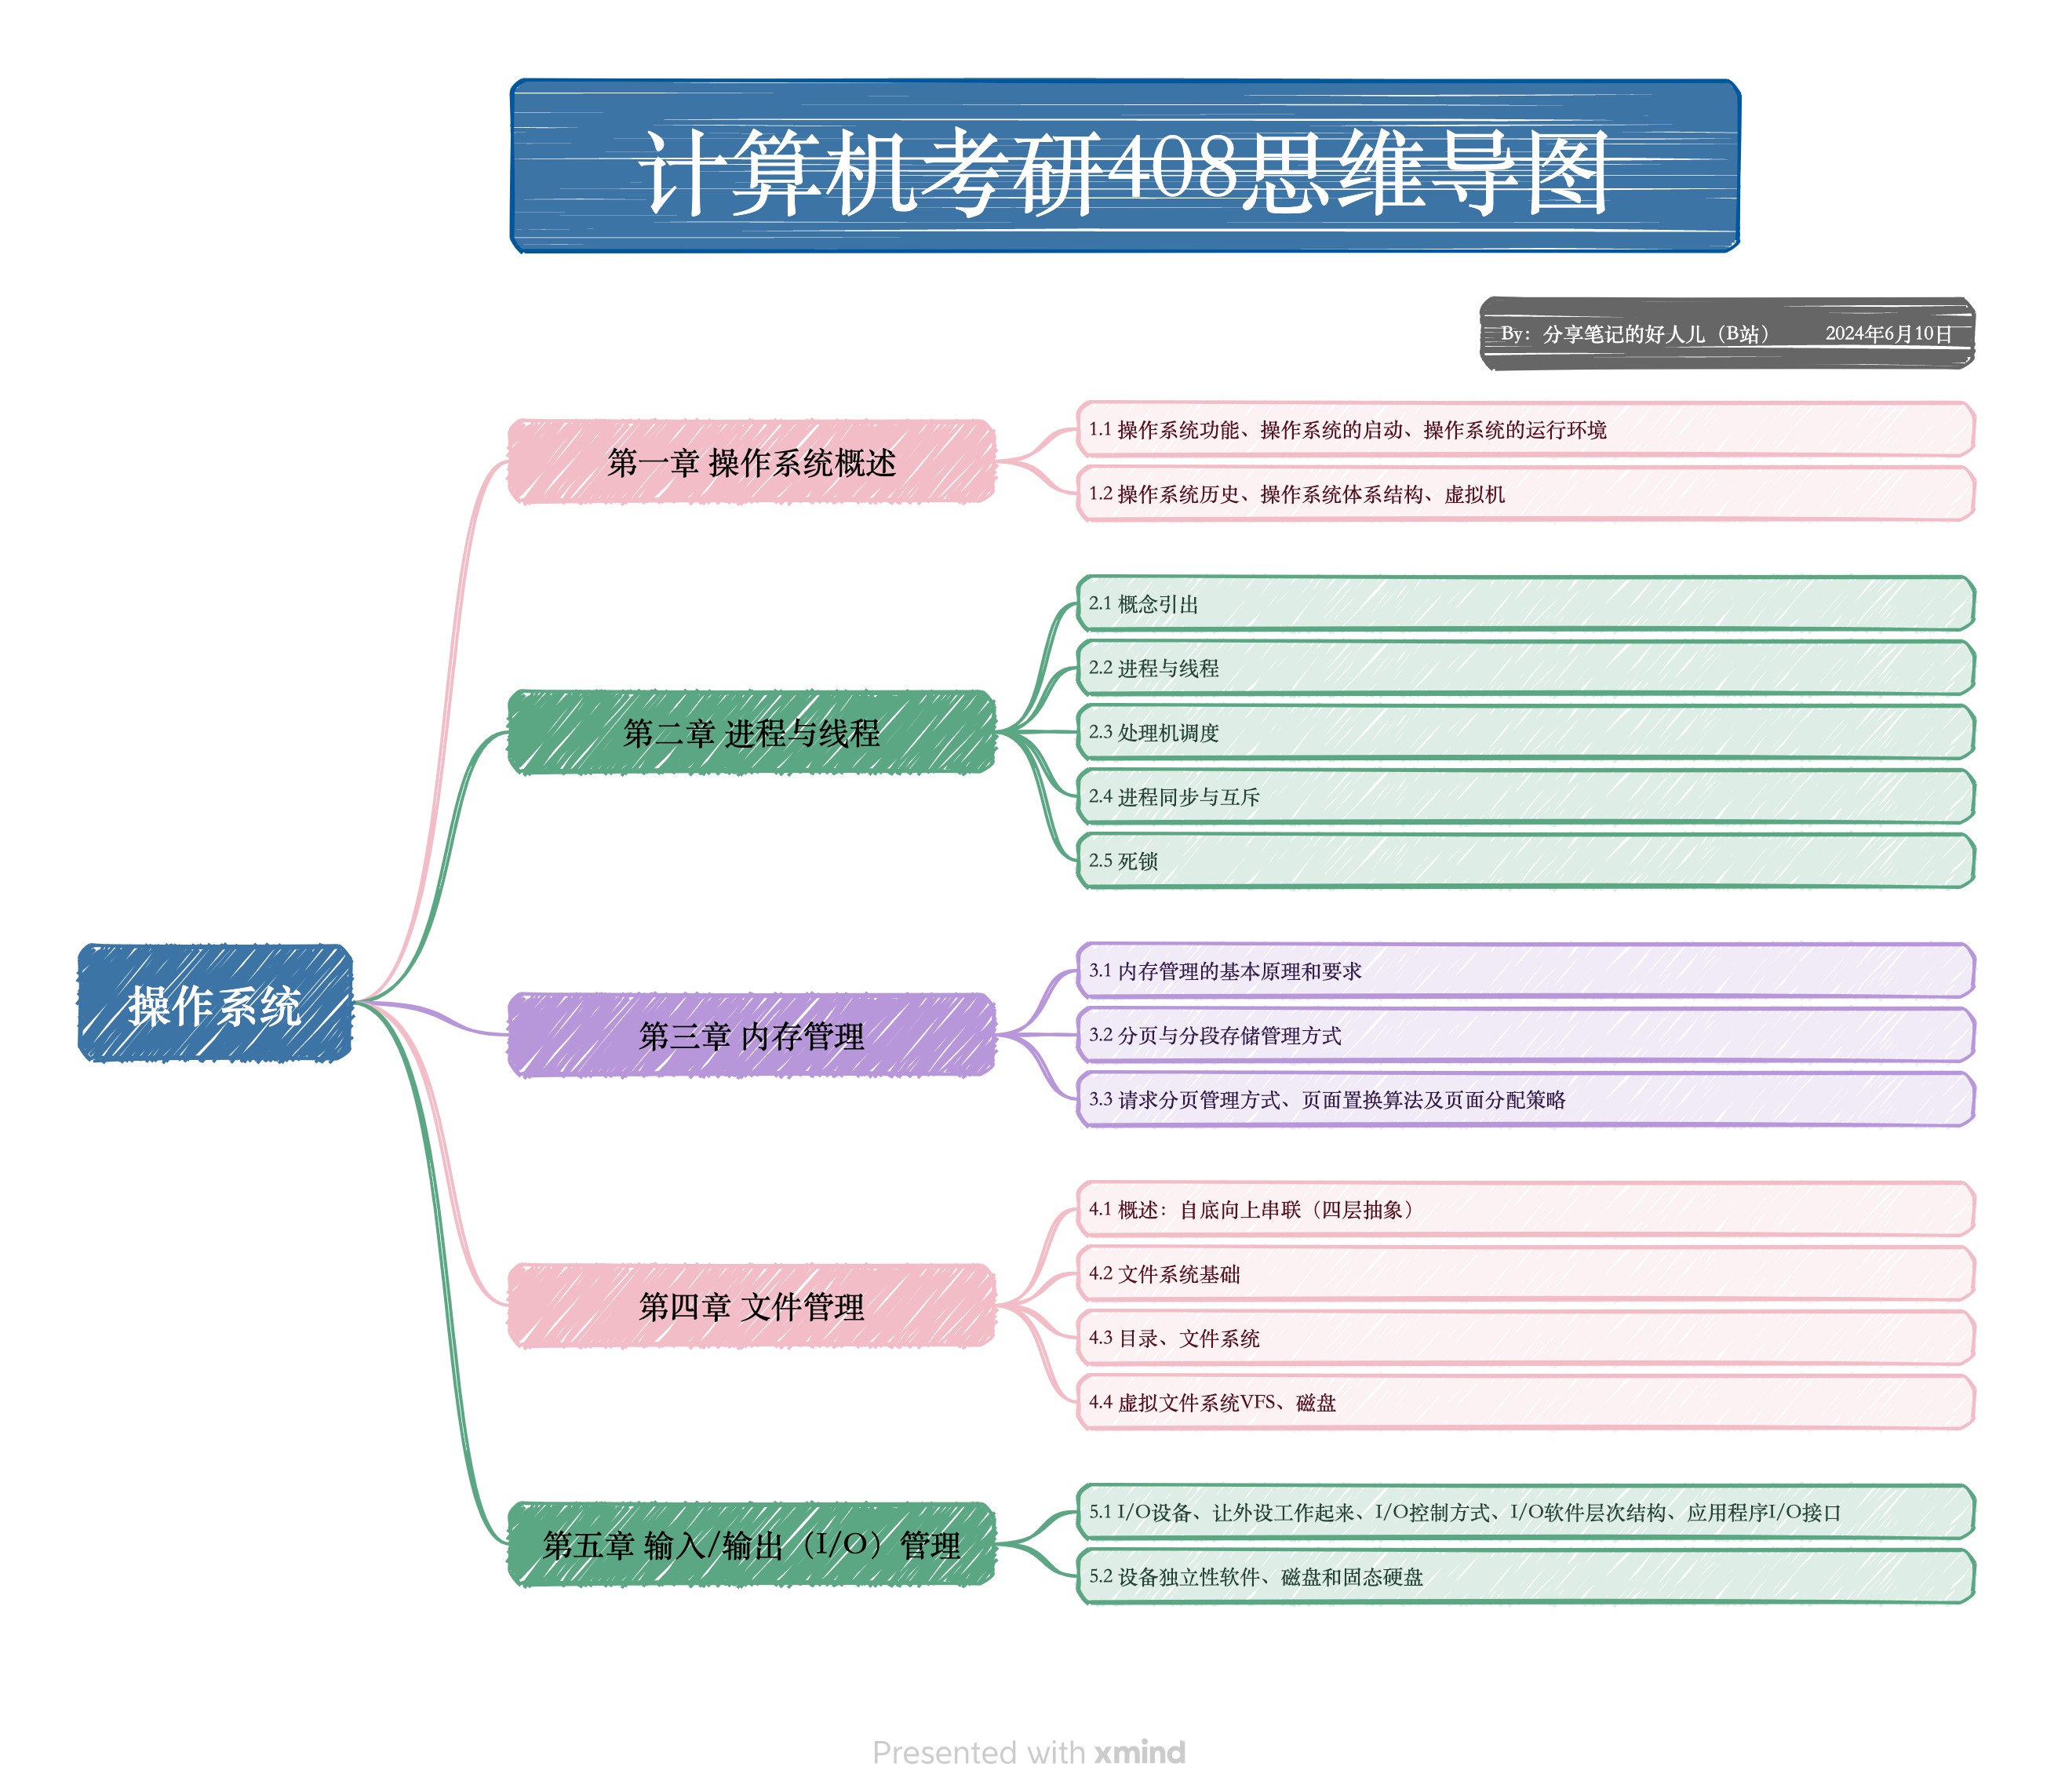 计算机考研408思维导图
By：分享笔记的好人儿（B站） 2024年6月10日
操作系统
第一章 操作系统概述
1.1 操作系统功能、操作系统的启动、操作系统的运行环境
1.2 操作系统历史、操作系统体系结构、虚拟机
第二章 进程与线程
2.1 概念引出
2.2 进程与线程
2.3 处理机调度
2.4 进程同步与互斥
2.5 死锁
第三章 内存管理
3.1 内存管理的基本原理和要求
3.2 分页与分段存储管理方式
3.3 请求分页管理方式、页面置换算法及页面分配策略
第四章 文件管理
4.1 概述：自底向上串联（四层抽象）
4.2 文件系统基础
4.3 目录、文件系统
4.4 虚拟文件系统VFS、磁盘
第五章 输入/输出（I/O）管理
5.1 I/O设备、让外设工作起来、I/O控制方式、I/O软件层次结构、应用程序I/O接口
5.2 设备独立性软件、磁盘和固态硬盘
Presented with xmind